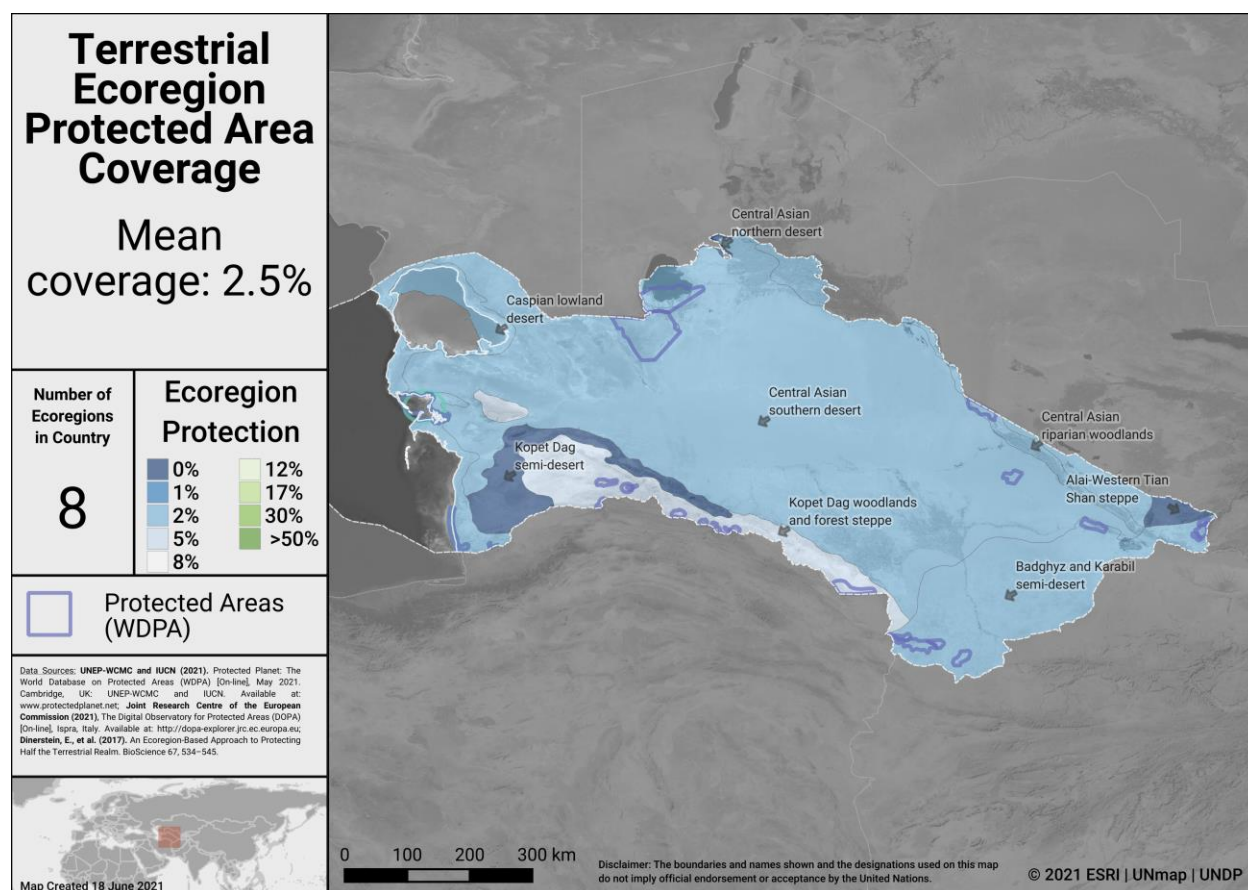 Terrestrial
Ecoregion
Protected Area
Coverage
Mean
coverage: 2.5%
Number of
Ecoregions
in Country
8
Ecoregion
Protection
0%
1%
2%
5%
8%
12%
17%
30%
>50%
Protected Areas
(WDPA)
Data Sources: UNEP-WCMC and IUCN (2021). Protected Planet: The
World Database on Protected Areas (WDPA) [On-line], May 2021.
Cambridge, UK: UNEP-WCMC and IUCN. Available at:
www.protectedplanet.net; Joint Research Centre of the European
Commission (2021), The Digital Observatory for Protected Areas (DOPA)
[On-line], Ispra, Italy. Available at: http://dopa-explorer.jrc.ec.europa.eu;
Dinerstein, E., et al. (2017). An Ecoregion-Based Approach to Protecting
Half the Terrestrial Realm. BioScience 67, 534–545.
Map Created 18 June 2021
Central Asian
northern desert
Caspian lowland
desert
Central Asian
southern desert
Central Asian
riparian woodlands
Kopet Dag
semi-desert
Alai-Western Tian
Shan steppe
Kopet Dag woodlands
and forest steppe
Badghyz and Karabil
semi-desert
0 100 200 300 km
Disclaimer: The boundaries and names shown and the designations used on this map
do not imply official endorsement or acceptance by the United Nations.
© 2021 ESRI | UNmap | UNDP